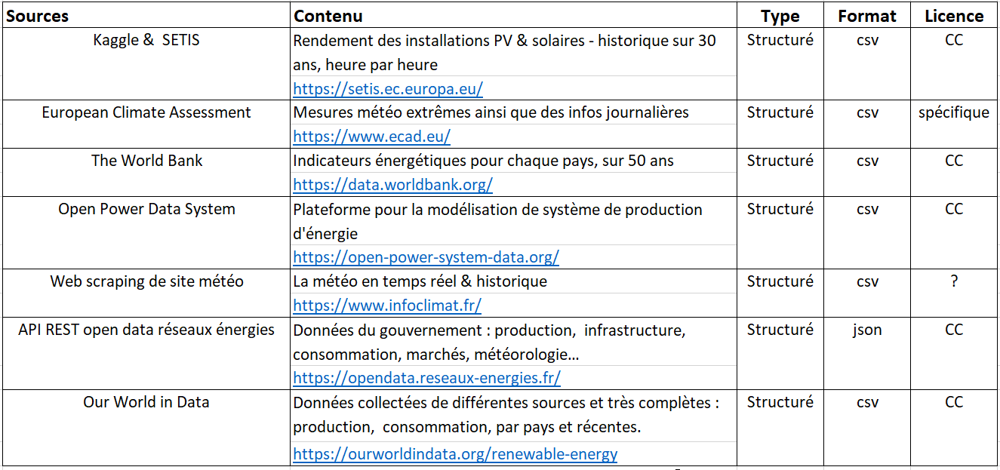 Sources Contenu Type Format Licence
Kaggle & SETIS Rendement des installations PV & solaires - historique sur 30 Structuré csv CC
ans, heure par heure
https://setis.ec.europa.eu/
European Climate Assessment Mesures météo extrêmes ainsi que des infos journalières Structuré csv spécifique
https://www.ecad.eu/
The World Bank Indicateurs énergétiques pour chaque pays, sur 50 ans Structuré csv CC
https://data.worldbank.org/
Open Power Data System Plateforme pour la modélisation de système de production Structuré csv CC
d'énergie
https://open-power-system-data.org/
Web scraping de site météo La météo en temps réel & historique Structuré csv ?
https://www.infoclimat.fr/
API REST open data réseaux énergies Données du gouvernement : production, infrastructure, Structuré json CC
consommation, marchés, météorologie...
https://opendata.reseaux-energies.fr/
Our World in Data Données collectées de différentes sources et très complètes : Structuré csv CC
production, consommation, par pays et récentes.
https://ourworldindata.org/renewable-energy